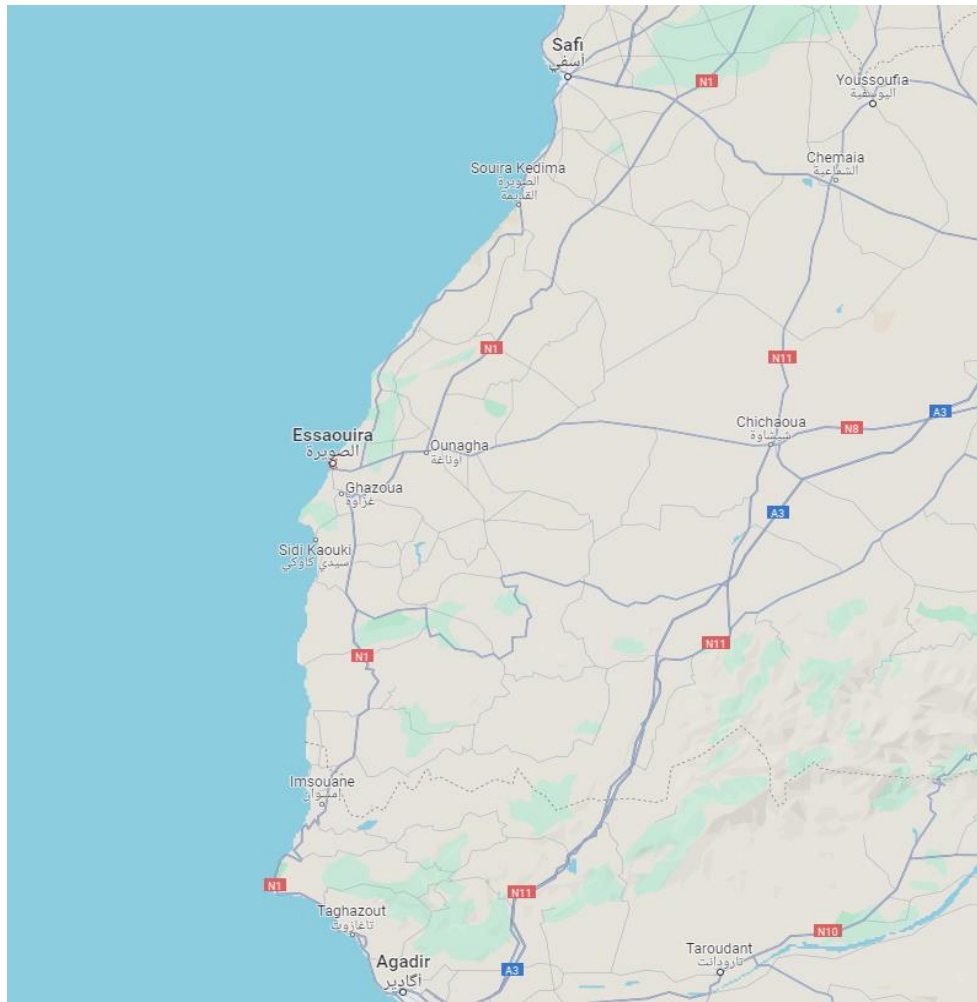 Safi
آسفي
N1
Youssoufia
اليوسفية
Chemaia
الشماعية
Souira Kedima
الصويرة
القديمة
N1
N11
A3
Chichaoua
شيشاوة
N8
Essaouira
الصويرة
Ounagha
اوناغة
Ghazoua
غزاوة
A3
Sidi Kaouki
سيدي كاوكي
N11
N1
Imsouane
امسوان
N1
N11
Taghazout
تاغازوت
N10
Taroudant
تارودانت
Agadir
أكادير
A3